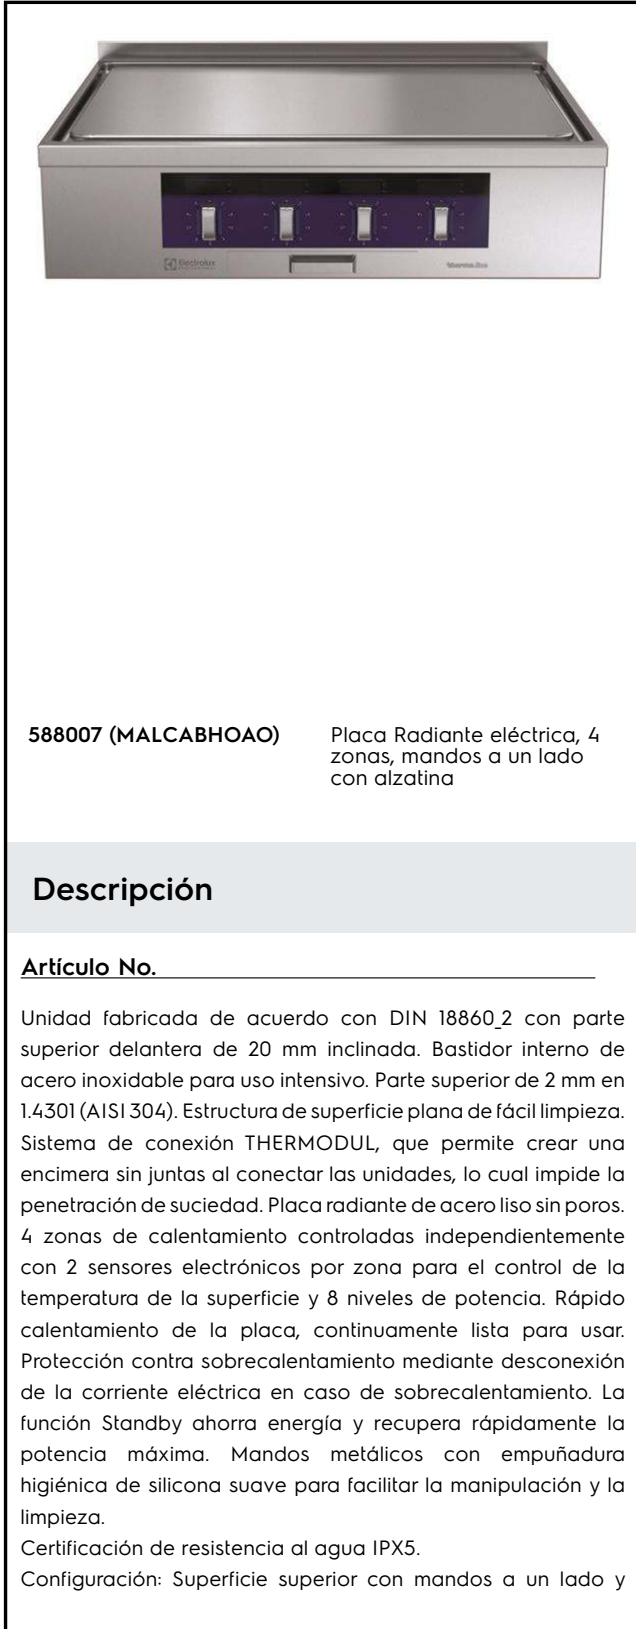 Electrolux
PROFESSIONAL
thermaline
588007 (MALCABHOAO)
Placa Radiante eléctrica, 4
zonas, mandos a un lado
con alzatina
Descripción
Artículo No.
Unidad fabricada de acuerdo con DIN 18860_2 con parte
superior delantera de 20 mm inclinada. Bastidor interno de
acero inoxidable para uso intensivo. Parte superior de 2 mm en
1.4301 (AISI 304). Estructura de superficie plana de fácil limpieza.
Sistema de conexión THERMODUL, que permite crear una
encimera sin juntas al conectar las unidades, lo cual impide la
penetración de suciedad. Placa radiante de acero liso sin poros.
4 zonas de calentamiento controladas independientemente
con 2 sensores electrónicos por zona para el control de la
temperatura de la superficie y 8 niveles de potencia. Rápido
calentamiento de la placa, continuamente lista para usar.
Protección contra sobrecalentamiento mediante desconexión
de la corriente eléctrica en caso de sobrecalentamiento. La
función Standby ahorra energía y recupera rápidamente la
potencia máxima. Mandos metálicos con empuñadura
higiénica de silicona suave para facilitar la manipulación y la
limpieza.
Certificación de resistencia al agua IPX5.
Configuración: Superficie superior con mandos a un lado y